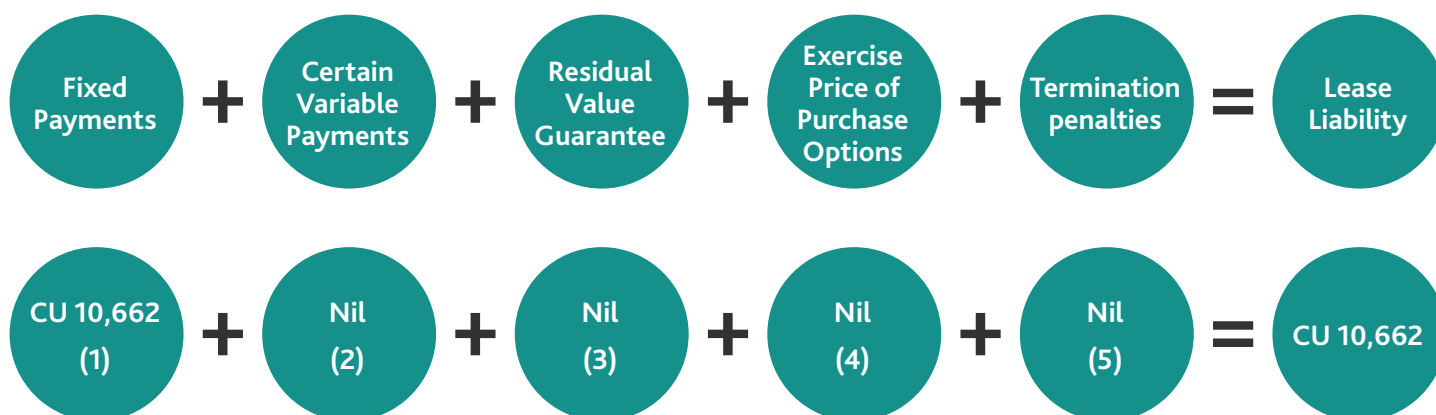 Fixed
Payments
+
Certain
Variable
Payments
+
Residual
Value
Guarantee
+
Exercise
Price of
Purchase
Options
+
Termination
penalties
=
Lease
Liability
CU 10,662
(1)
+
Nil
(2)
+
Nil
(3)
+
Nil
(4)
+
Nil
(5)
=
CU 10,662